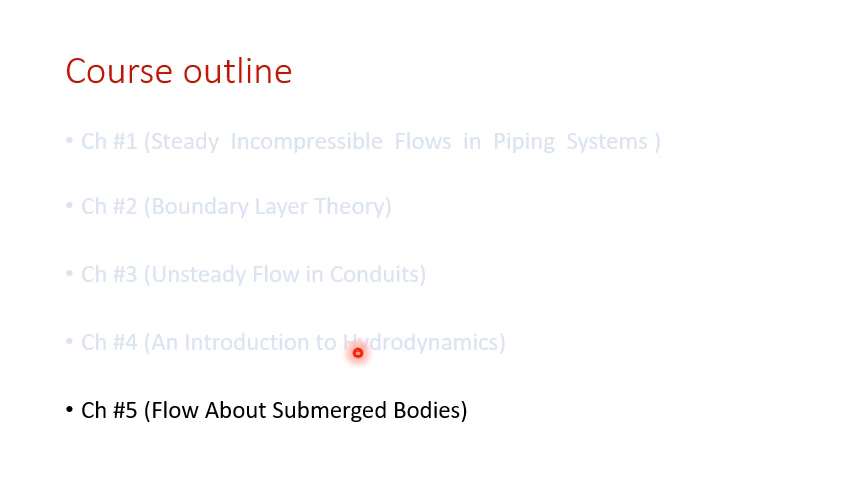 Course outline
• Ch #1 (Steady Incompressible Flows in Piping Systems )
• Ch #2 (Boundary Layer Theory)
• Ch #3 (Unsteady Flow in Conduits)
• Ch #4 (An Introduction to Hydrodynamics)
• Ch #5 (Flow About Submerged Bodies)